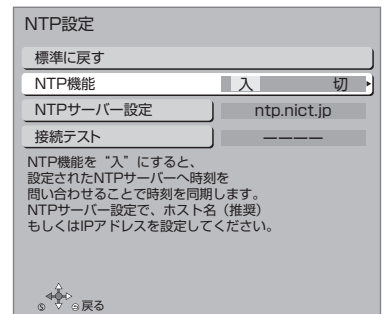 NTP設定
標準に戻す
NTP機能 入 切
NTPサーバー設定 ntp.nict.jp
接続テスト ーーーー
NTP機能を“入”にすると、
設定されたNTPサーバーへ時刻を
問い合わせることで時刻を同期します。
NTPサーバー設定で、ホスト名（推奨）
もしくはIPアドレスを設定してください。
戻る